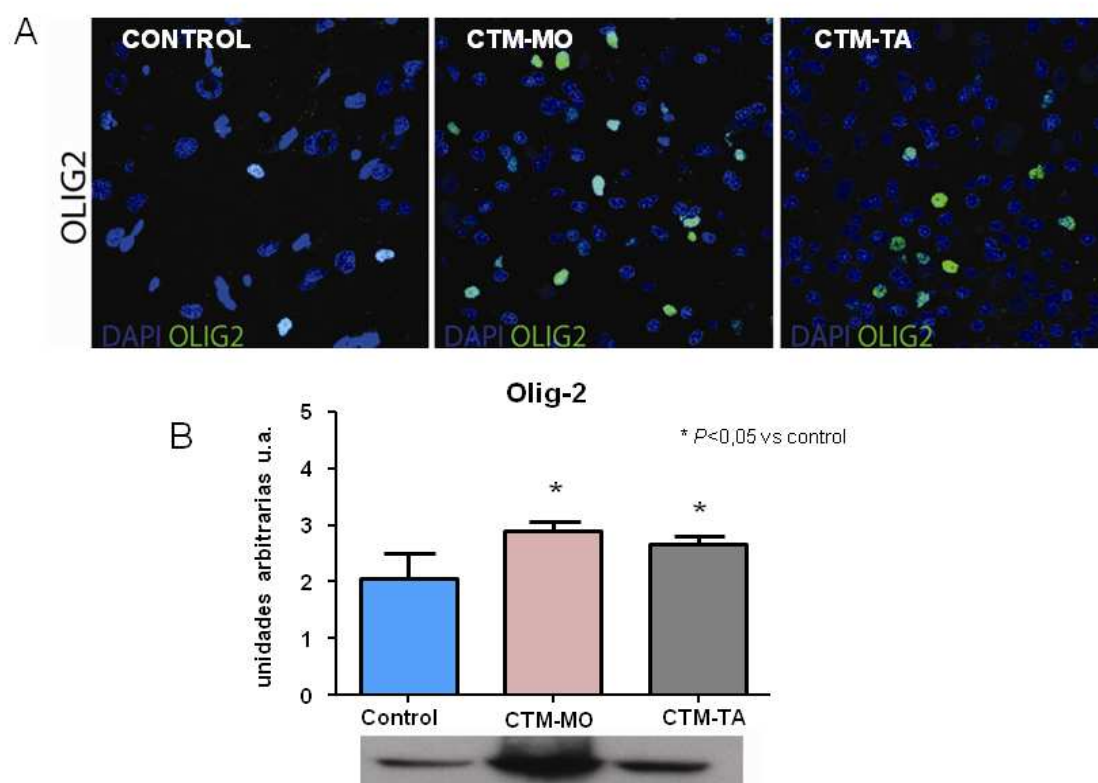 A
CONTROL
CTM-MO
CTM-TA
OLIG2
DAPI OLIG2
DAPI OLIG2
DAPI OLIG2
B
Olig-2
* P<0,05 vs control
unidades arbitrarias u.a.
5
4
3
2
1
0
*
*
Control
CTM-MO
CTM-TA